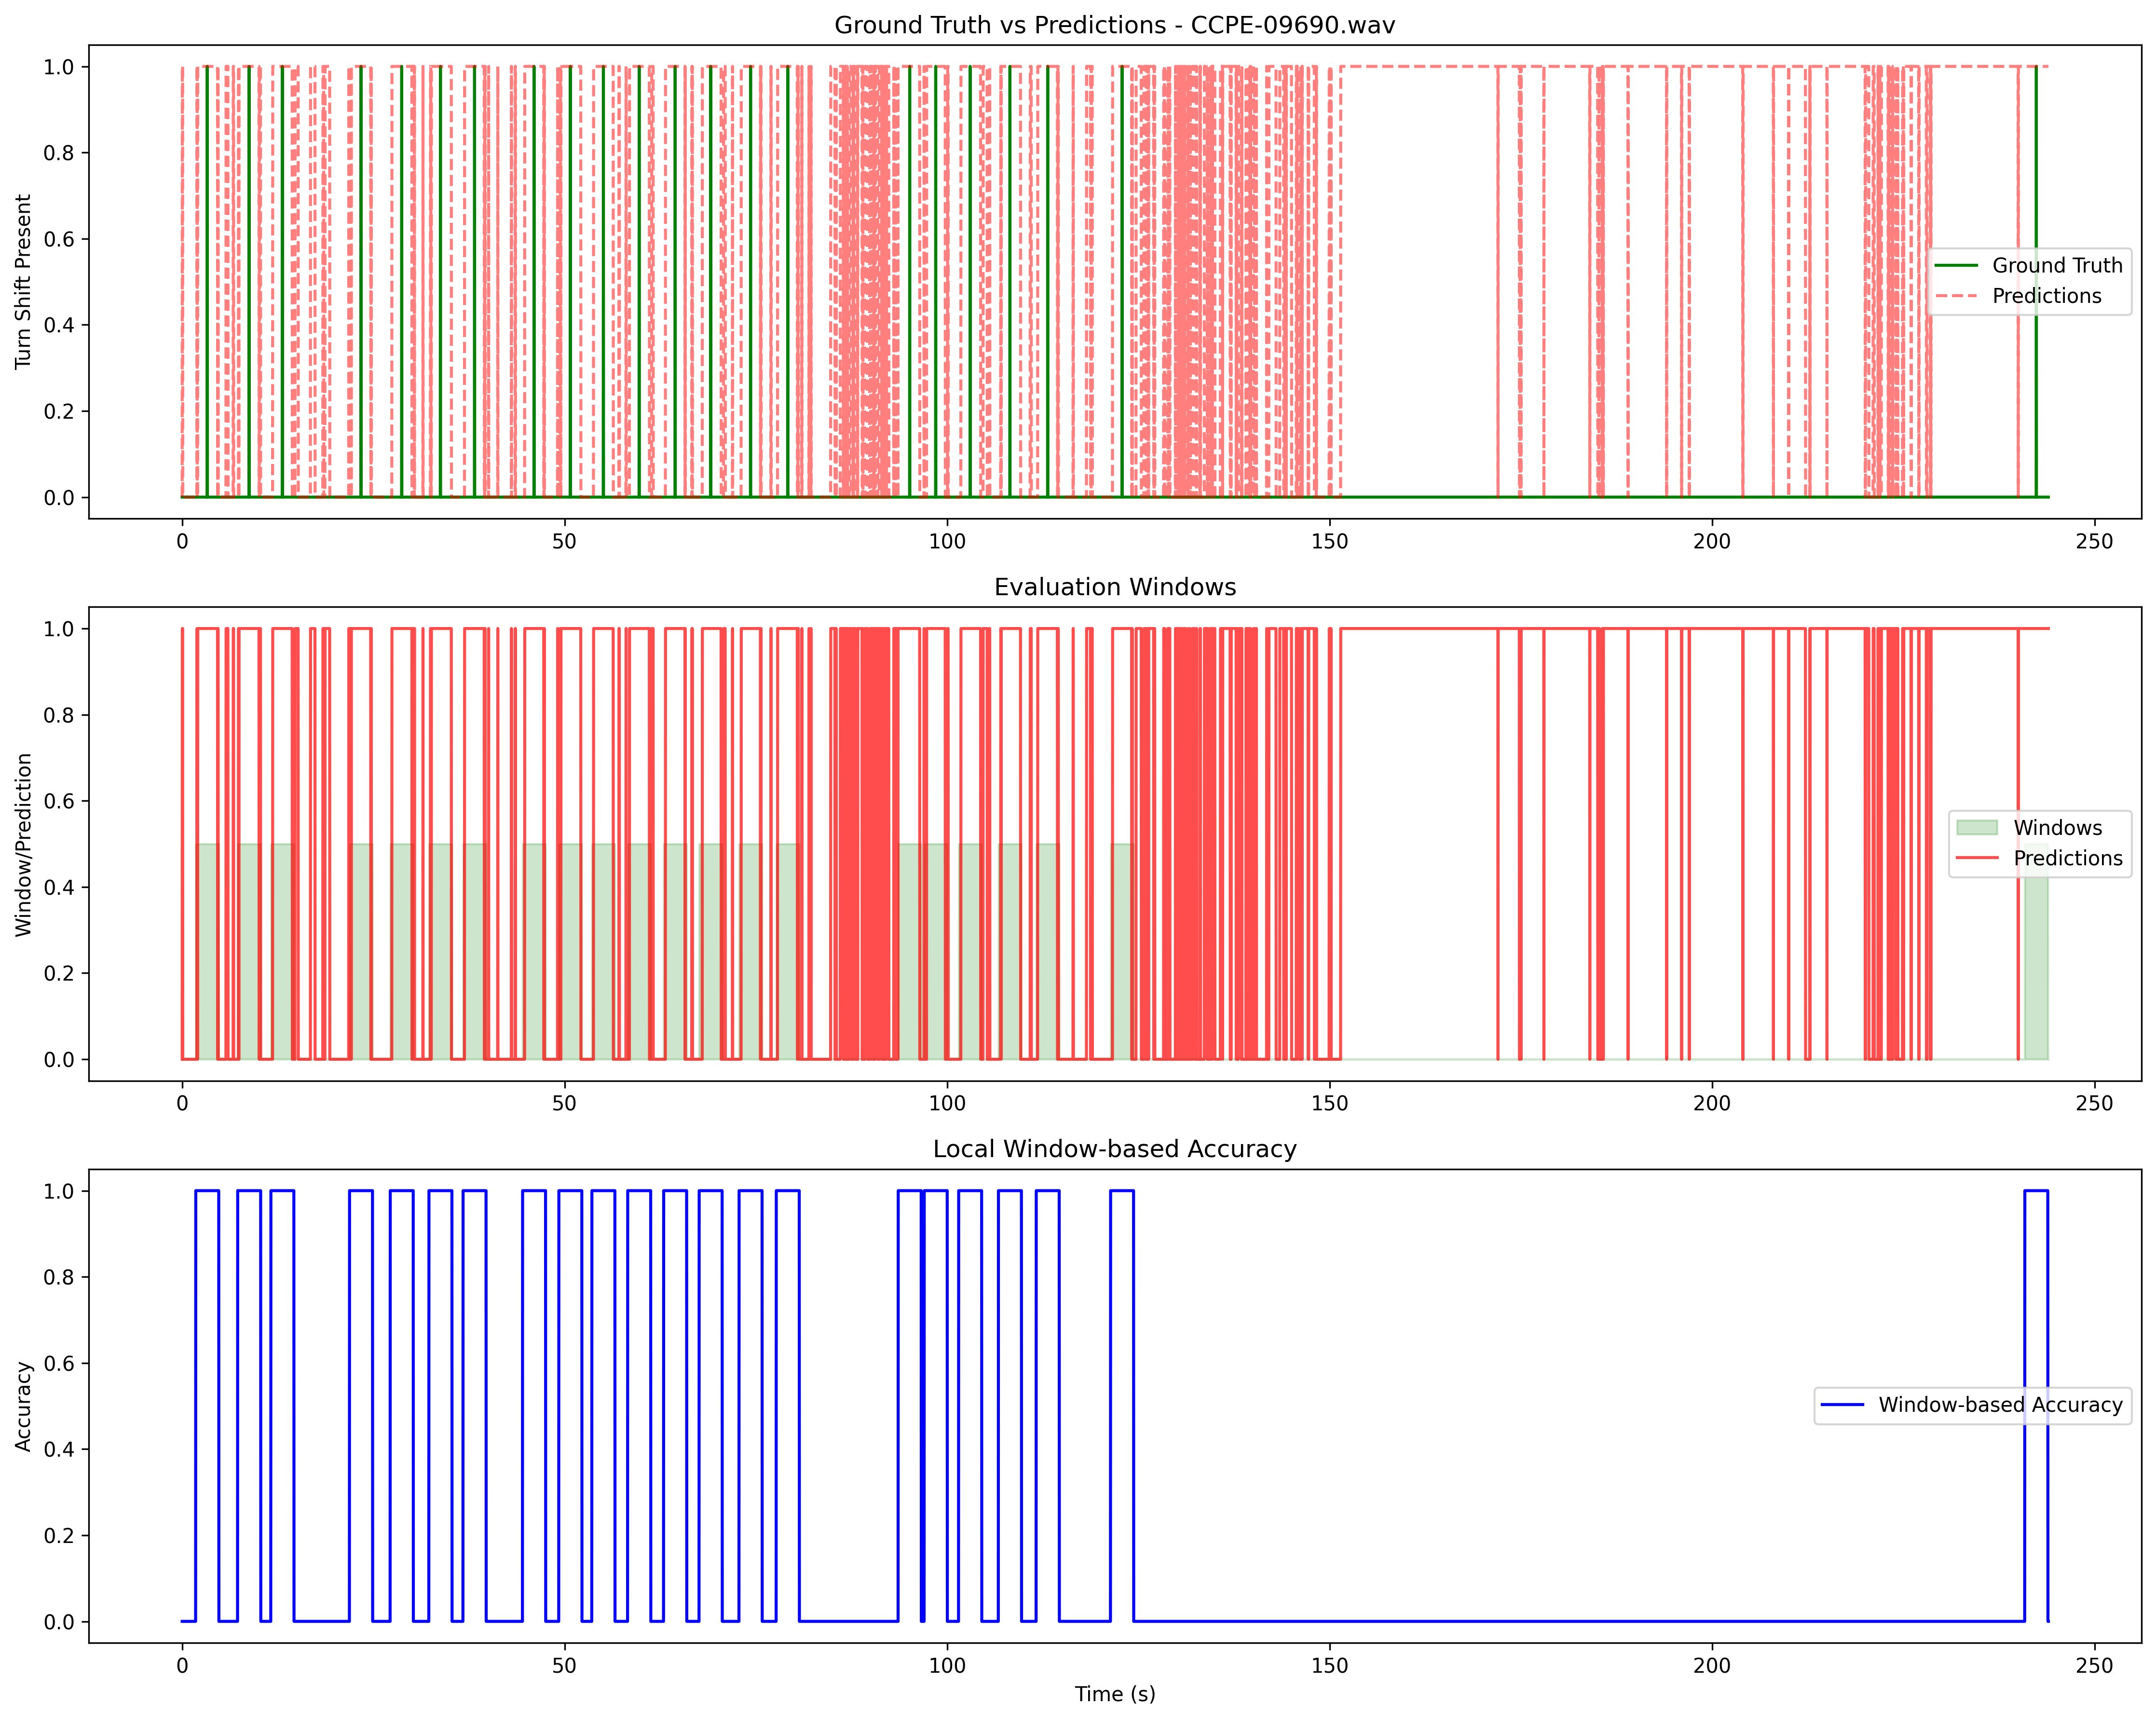 Ground Truth vs Predictions - CCPE-09690.wav
1.0
0.8
0.6
0.4
0.2
0.0
Turn Shift Present
Ground Truth
Predictions
0 50 100 150 200 250
Evaluation Windows
1.0
0.8
0.6
0.4
0.2
0.0
Window/Prediction
Windows
Predictions
0 50 100 150 200 250
Local Window-based Accuracy
1.0
0.8
0.6
0.4
0.2
0.0
Accuracy
Window-based Accuracy
0 50 100 150 200 250
Time (s)